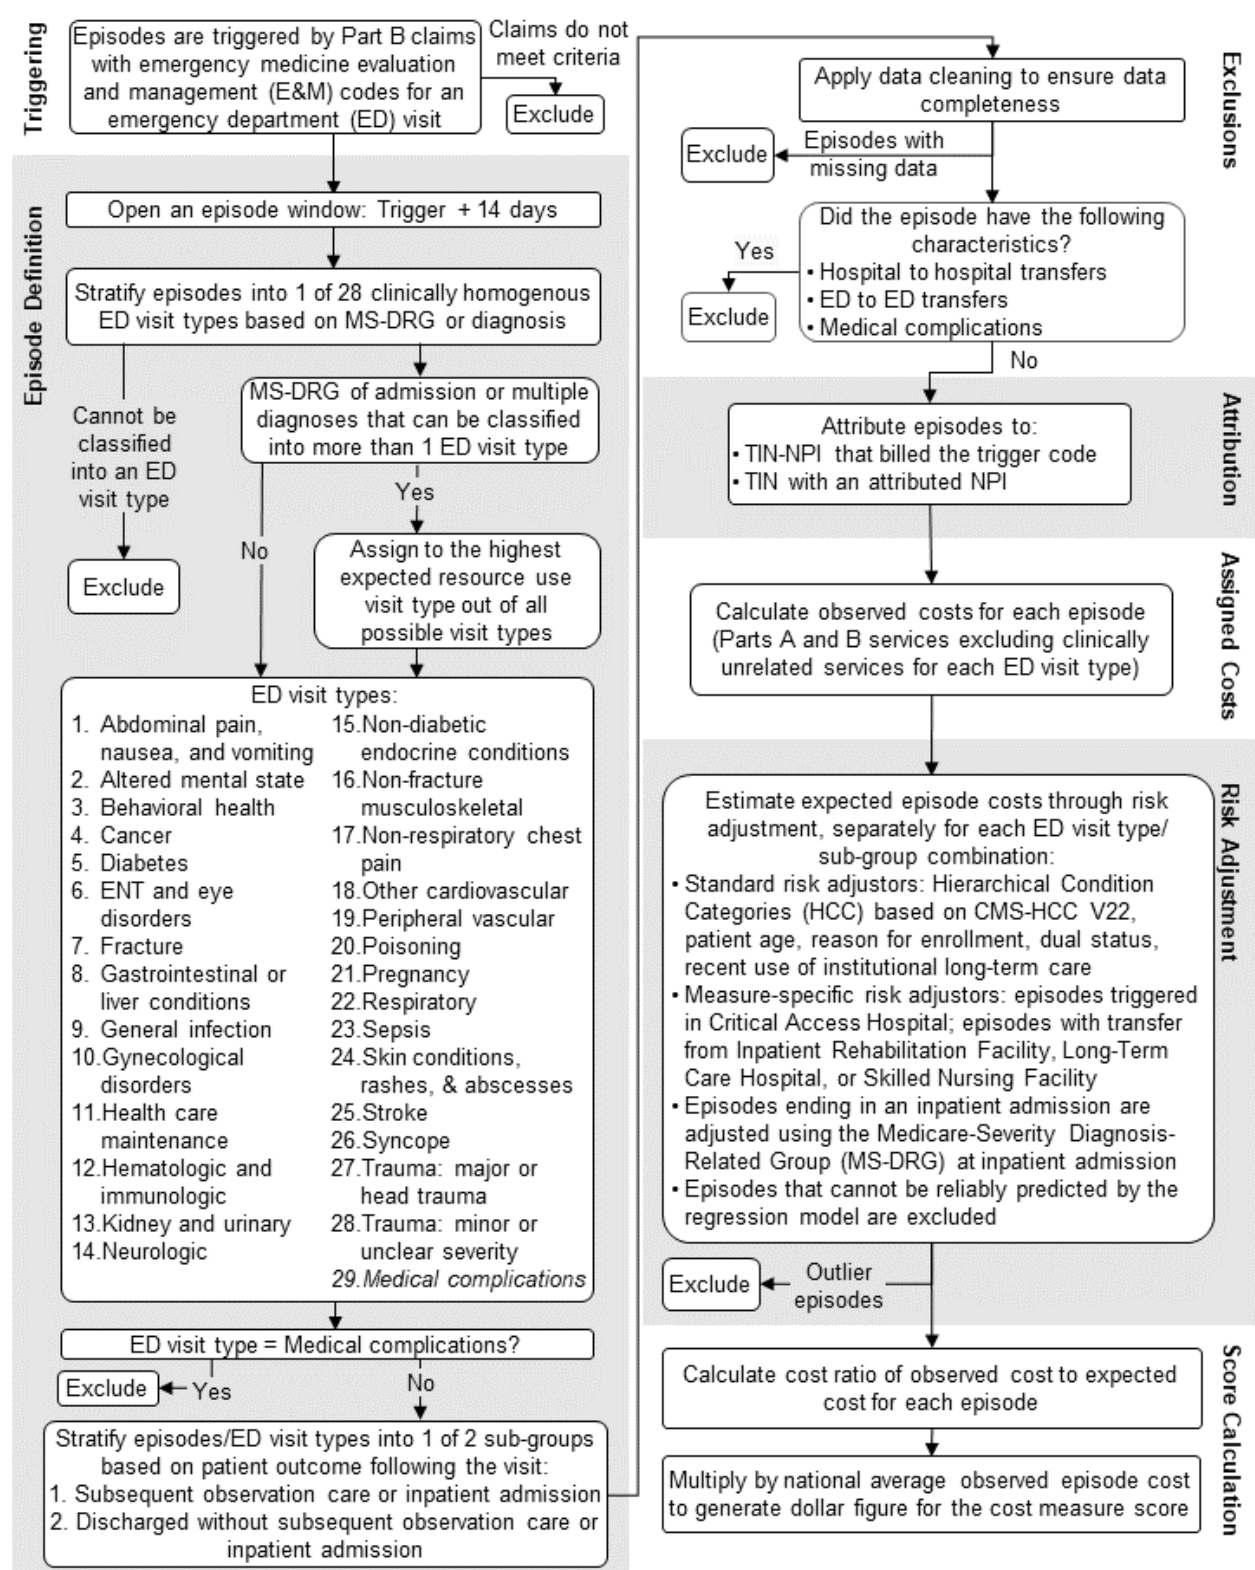 Triggering
Episodes are triggered by Part B claims
with emergency medicine evaluation
and management (E&M) codes for an
emergency department (ED) visit
Claims do not
meet criteria
Exclude
Episode Definition
Open an episode window: Trigger + 14 days
Stratify episodes into 1 of 28 clinically homogenous
ED visit types based on MS-DRG or diagnosis
Cannot be
classified
into an ED
visit type
Exclude
MS-DRG of admission or multiple
diagnoses that can be classified
into more than 1 ED visit type
Yes
No
Assign to the highest
expected resource use
visit type out of all
possible visit types
ED visit types:
1. Abdominal pain,
nausea, and vomiting
2. Altered mental state
3. Behavioral health
4. Cancer
5. Diabetes
6. ENT and eye
disorders
7. Fracture
8. Gastrointestinal or
liver conditions
9. General infection
10.Gynecological
disorders
11.Health care
maintenance
12.Hematologic and
immunologic
13.Kidney and urinary
14.Neurologic
15.Non-diabetic
endocrine conditions
16.Non-fracture
musculoskeletal
17.Non-respiratory chest
pain
18.Other cardiovascular
19.Peripheral vascular
20.Poisoning
21.Pregnancy
22.Respiratory
23.Sepsis
24.Skin conditions,
rashes, & abscesses
25.Stroke
26.Syncope
27.Trauma: major or
head trauma
28.Trauma: minor or
unclear severity
29.Medical complications
ED visit type = Medical complications?
Exclude
Yes
No
Stratify episodes/ED visit types into 1 of 2 sub-groups
based on patient outcome following the visit:
1. Subsequent observation care or inpatient admission
2. Discharged without subsequent observation care or
inpatient admission
Exclusions
Apply data cleaning to ensure data
completeness
Exclude
Episodes with
missing data
Did the episode have the following
characteristics?
• Hospital to hospital transfers
• ED to ED transfers
• Medical complications
Yes
Exclude
No
Attribution
Attribute episodes to:
• TIN-NPI that billed the trigger code
• TIN with an attributed NPI
Assigned Costs
Calculate observed costs for each episode
(Parts A and B services excluding clinically
unrelated services for each ED visit type)
Risk Adjustment
Estimate expected episode costs through risk
adjustment, separately for each ED visit type/
sub-group combination:
• Standard risk adjustors: Hierarchical Condition
Categories (HCC) based on CMS-HCC V22,
patient age, reason for enrollment, dual status,
recent use of institutional long-term care
• Measure-specific risk adjustors: episodes triggered
in Critical Access Hospital; episodes with transfer
from Inpatient Rehabilitation Facility, Long-Term
Care Hospital, or Skilled Nursing Facility
• Episodes ending in an inpatient admission are
adjusted using the Medicare-Severity Diagnosis-
Related Group (MS-DRG) at inpatient admission
• Episodes that cannot be reliably predicted by the
regression model are excluded
Exclude
Outlier
episodes
Score Calculation
Calculate cost ratio of observed cost to expected
cost for each episode
Multiply by national average observed episode cost
to generate dollar figure for the cost measure score